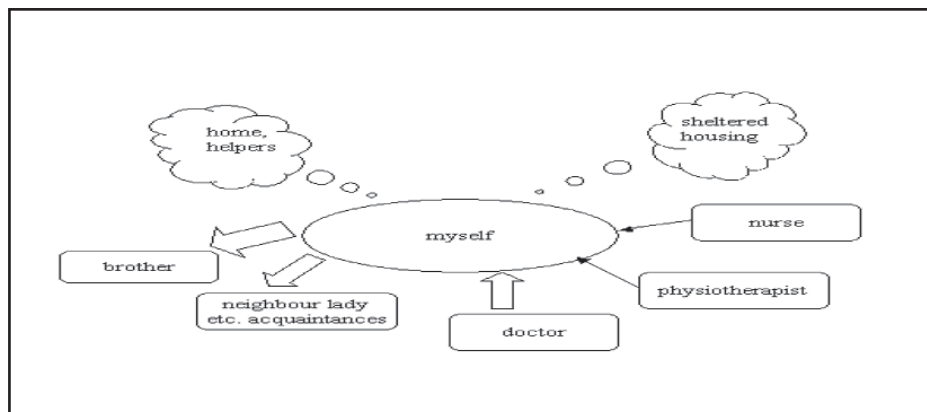 home,
helpers
sheltered
housing
myself
nurse
brother
physiotherapist
neighbour lady
etc. acquaintances
doctor